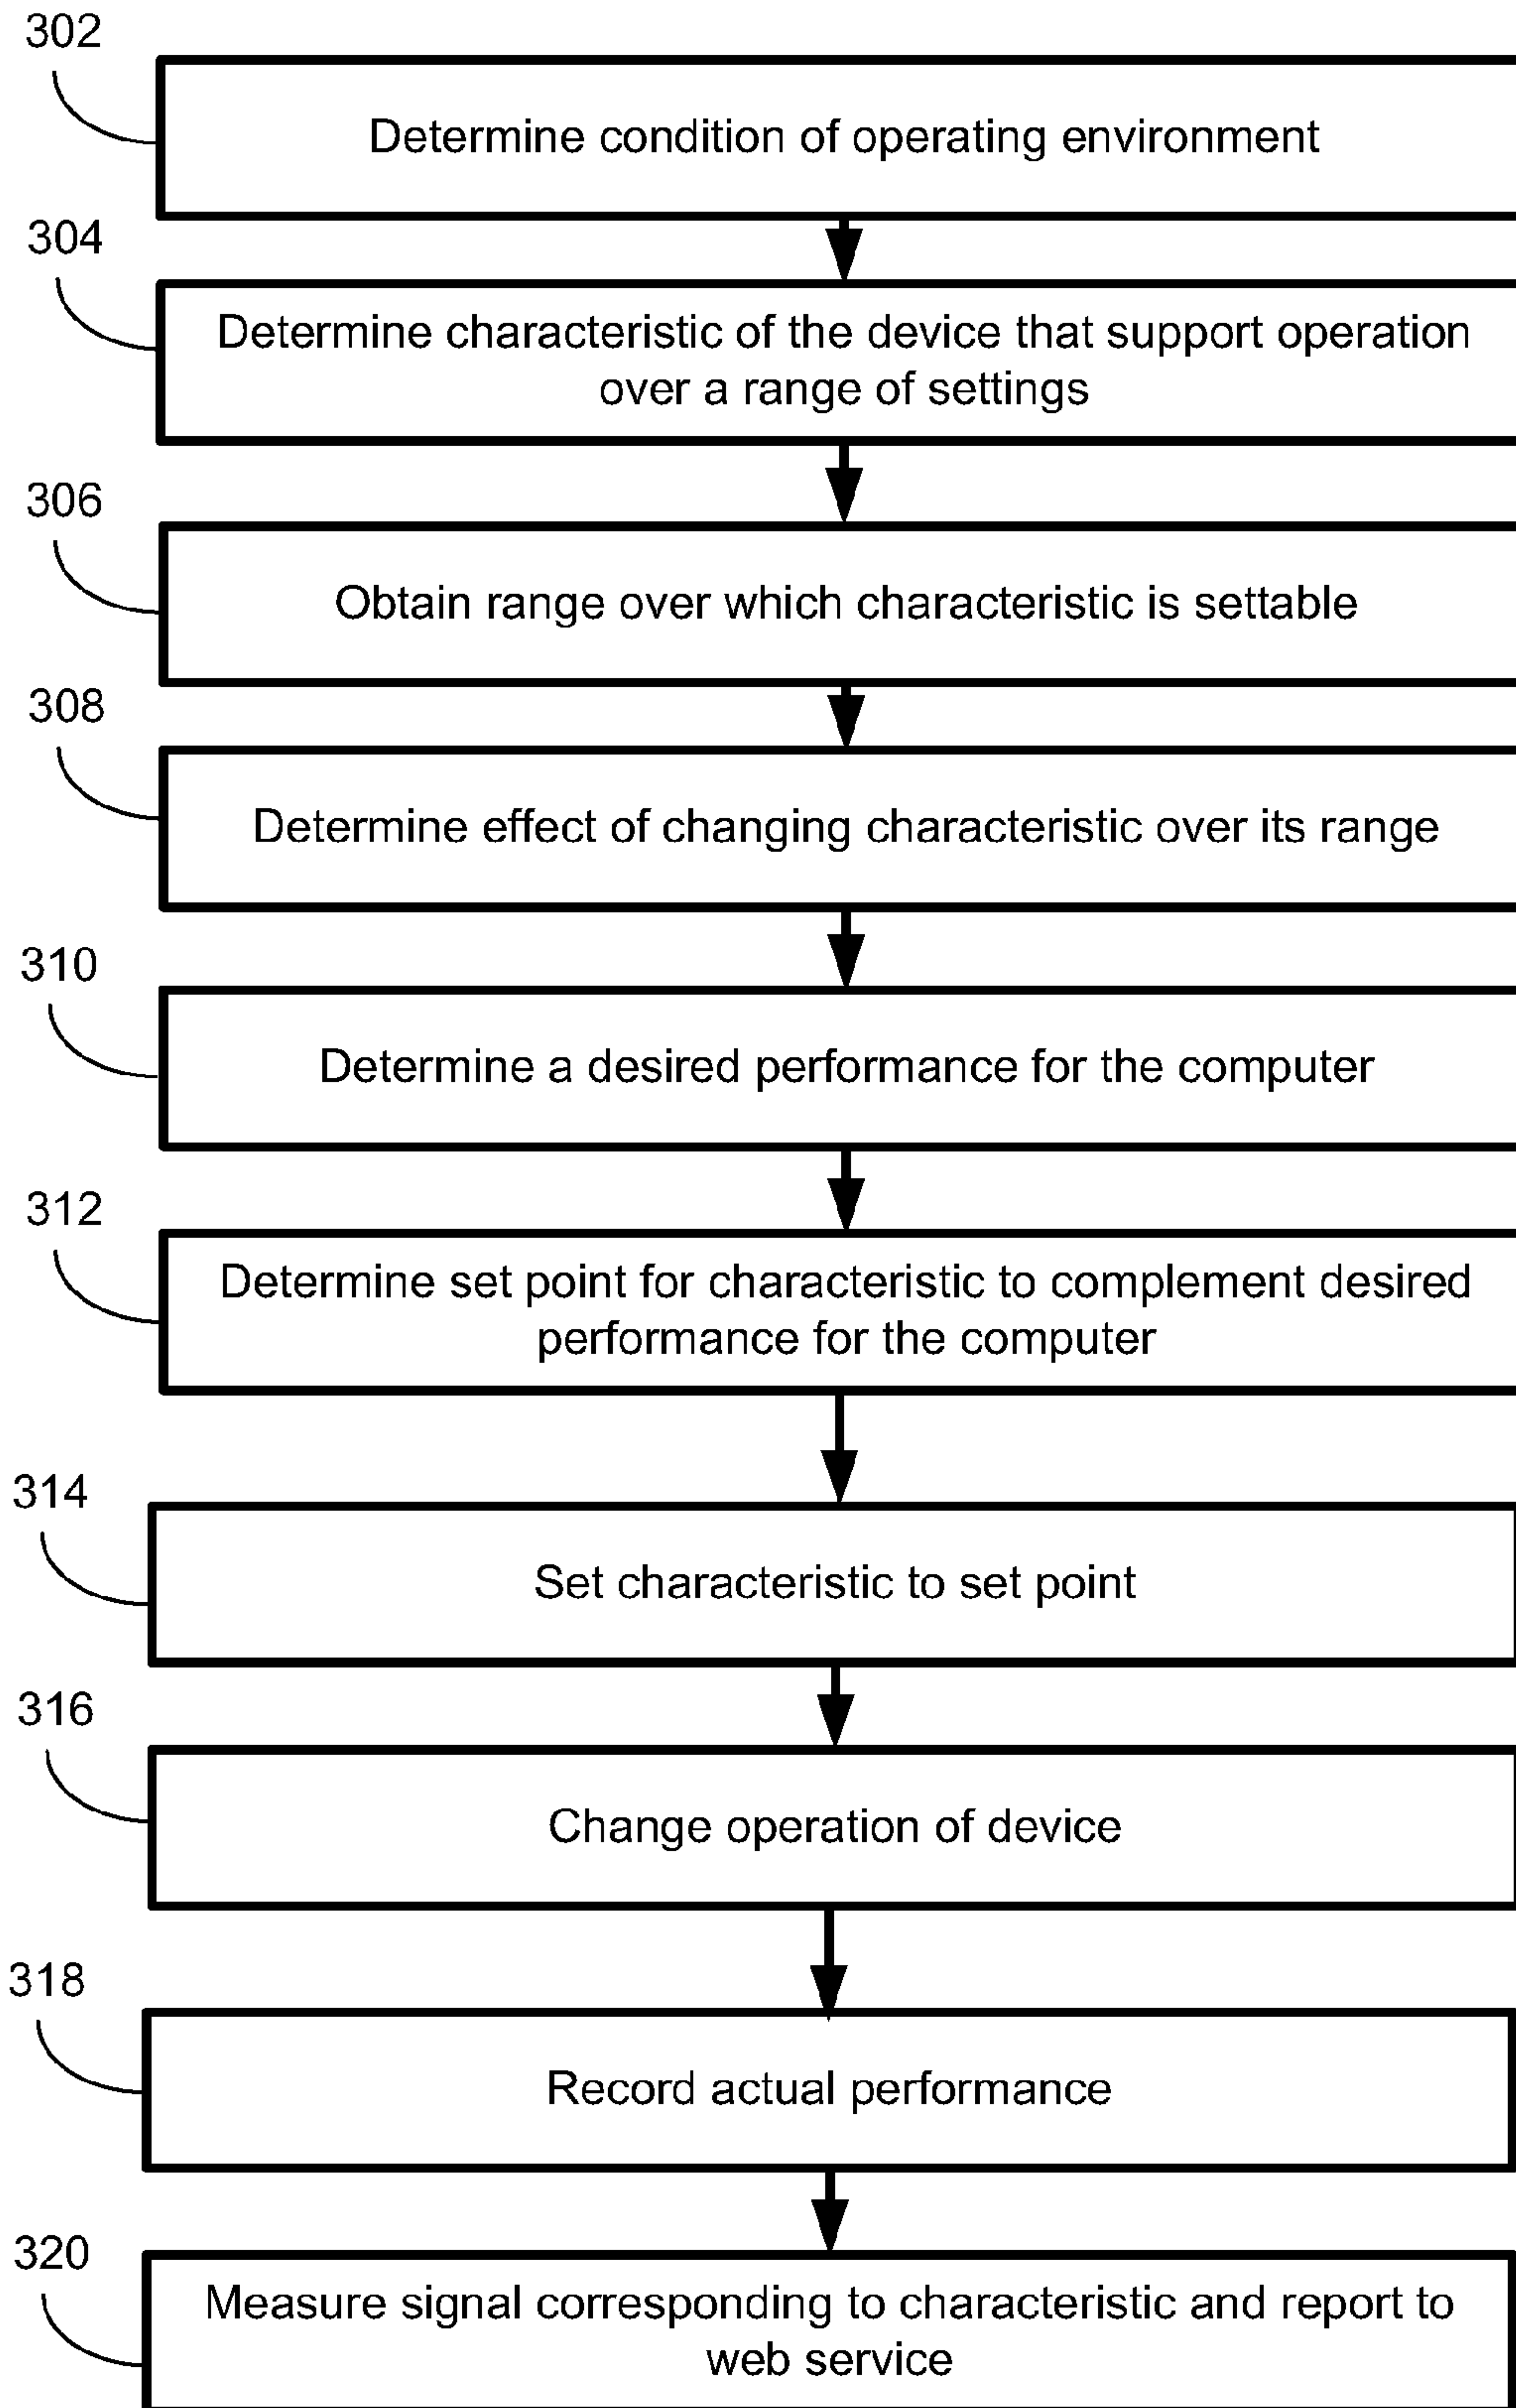 302
Determine condition of operating environment
304
Determine characteristic of the device that support operation
over a range of settings
306
Obtain range over which characteristic is settable
308
Determine effect of changing characteristic over its range
310
Determine a desired performance for the computer
312
Determine set point for characteristic to complement desired
performance for the computer
314
Set characteristic to set point
316
Change operation of device
318
Record actual performance
320
Measure signal corresponding to characteristic and report to
web service